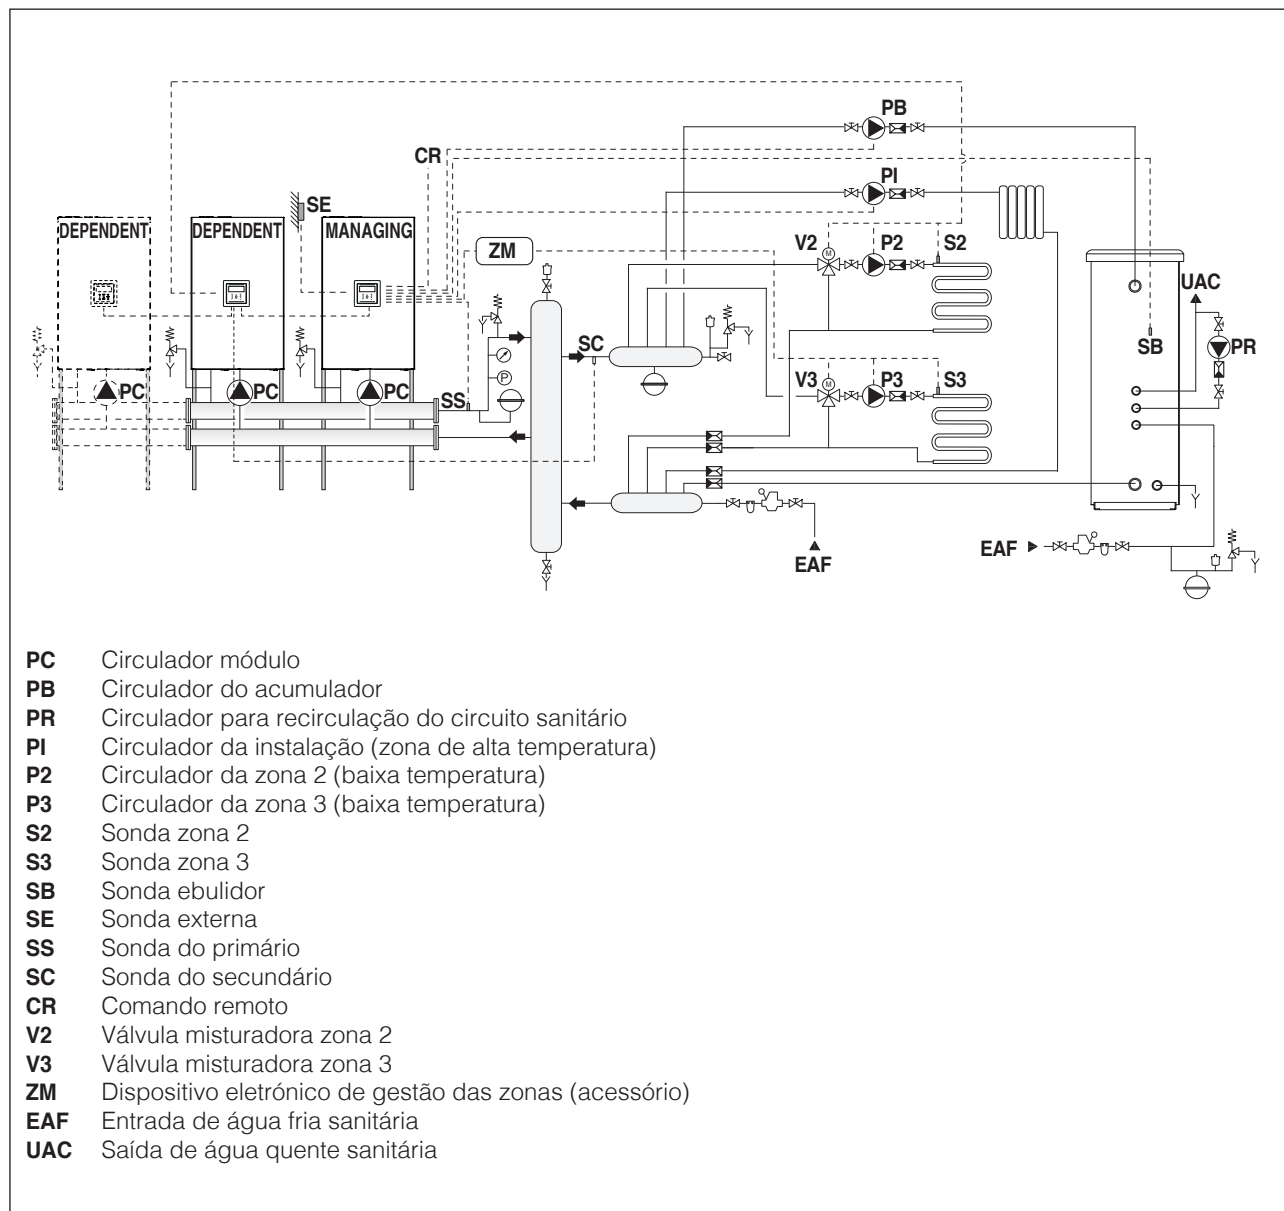 PB
CR
PI
SE
DEPENDENT DEPENDENT MANAGING
ZM
V2 P2 S2
M
UAC
SC
SB PR
V3 P3 S3
M
P
PC PC PC SS
EAF
EAF
PC Circulador módulo
PB Circulador do acumulador
PR Circulador para recirculação do circuito sanitário
PI Circulador da instalação (zona de alta temperatura)
P2 Circulador da zona 2 (baixa temperatura)
P3 Circulador da zona 3 (baixa temperatura)
S2 Sonda zona 2
S3 Sonda zona 3
SB Sonda ebulidor
SE Sonda externa
SS Sonda do primário
SC Sonda do secundário
CR Comando remoto
V2 Válvula misturadora zona 2
V3 Válvula misturadora zona 3
ZM Dispositivo eletrónico de gestão das zonas (acessório)
EAF Entrada de água fria sanitária
UAC Saída de água quente sanitária